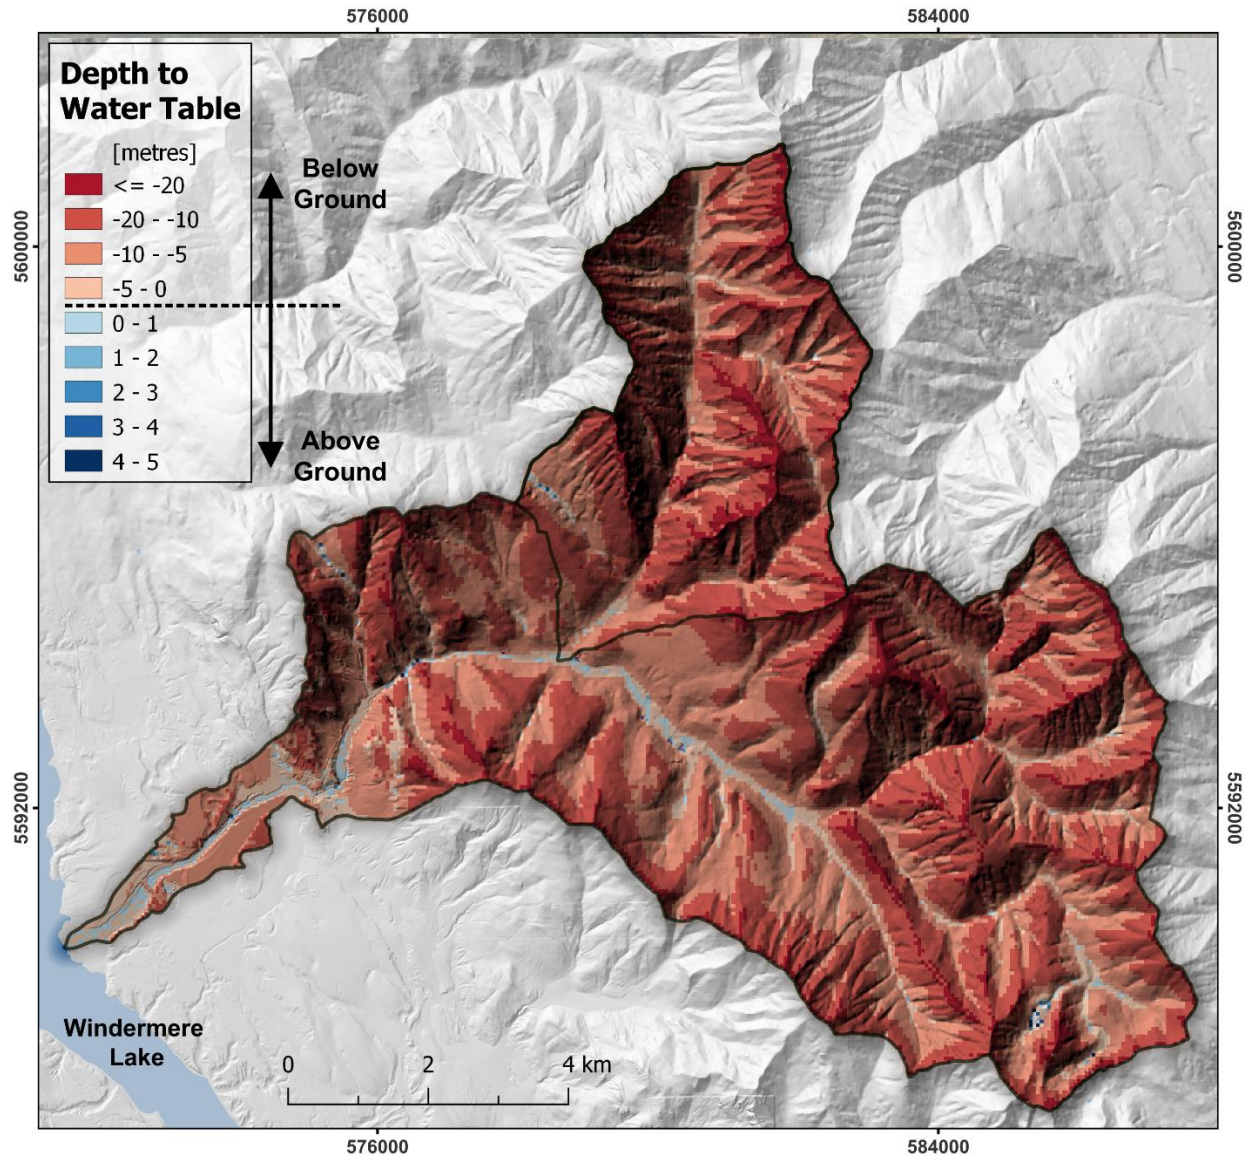 576000
584000
Depth to
Water Table
[metres]
<= -20
-20 - -10
-10 - -5
-5 - 0
0 - 1
1 - 2
2 - 3
3 - 4
4 - 5
Below
Ground
Above
Ground
5600000
5600000
5592000
5592000
Windermere
Lake
0 2 4 km
576000
584000